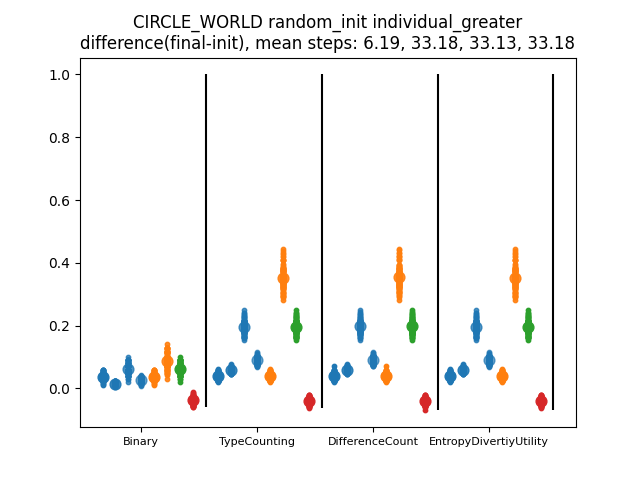 CIRCLE_WORLD random_init individual_greater
difference(final-init), mean steps: 6.19, 33.18, 33.13, 33.18
1.0
0.8
0.6
0.4
0.2
0.0
Binary TypeCounting DifferenceCount EntropyDivertiyUtility